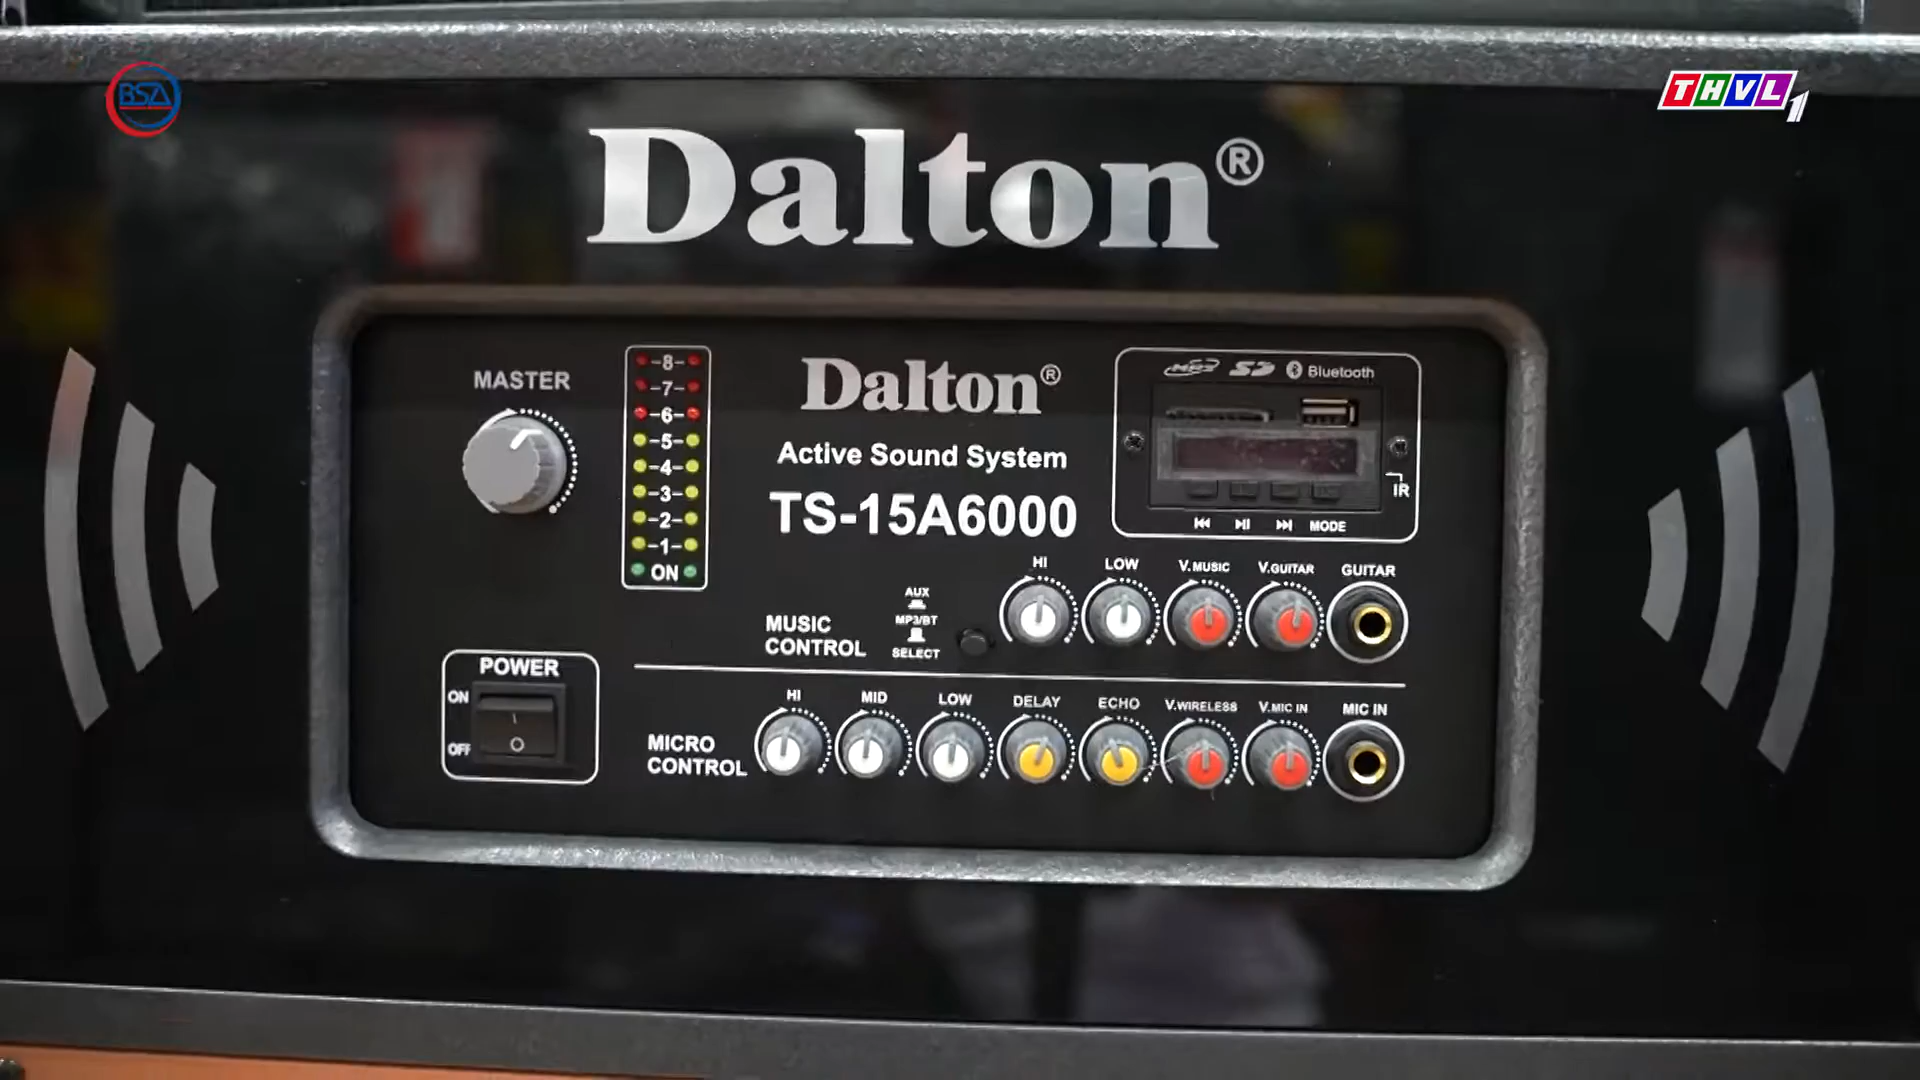 BSA
THVL1
Dalton®
MASTER
-8-
-7-
-6-
-5-
-4-
-3-
-2-
-1-
ON
Dalton®
Active Sound System
TS-15A6000
MP3 SD Bluetooth
IR
MODE
HI LOW V.MUSIC V.GUITAR GUITAR
AUX
MP3/BT
SELECT
MUSIC
CONTROL
POWER
ON
OFF
HI MID LOW DELAY ECHO V.WIRELESS V.MIC IN MIC IN
MICRO
CONTROL